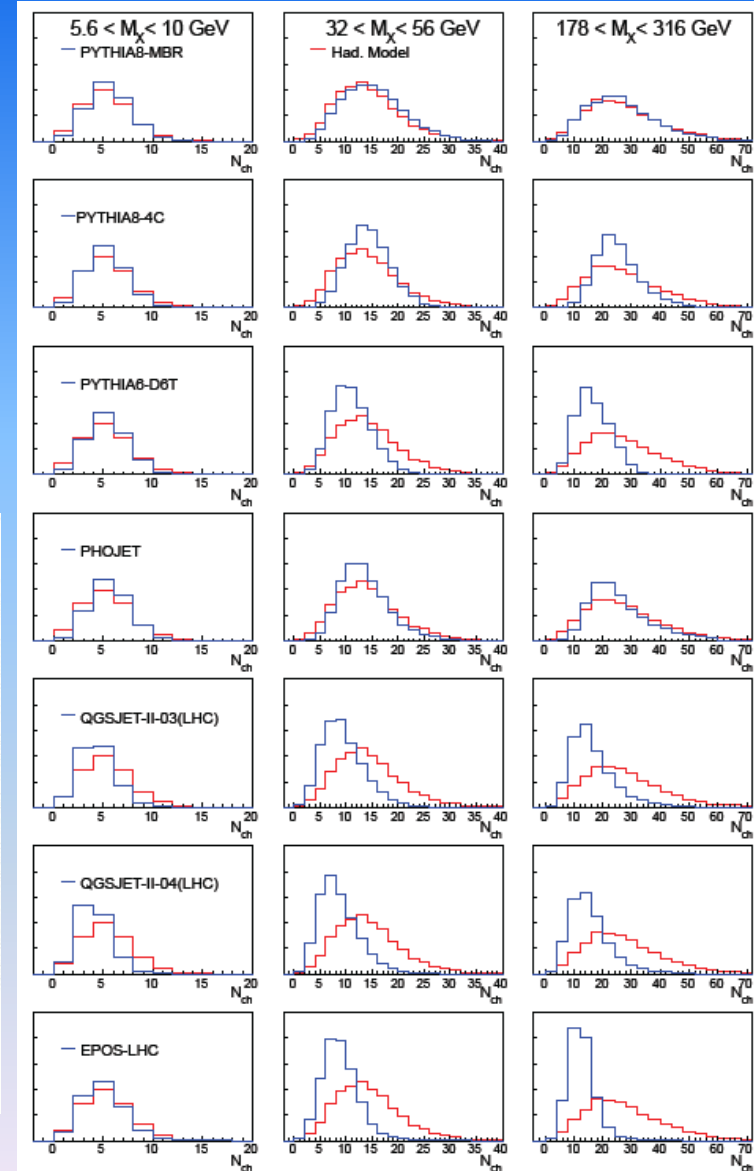 5.6 < M_X < 10 GeV
32 < M_X < 56 GeV
178 < M_X < 316 GeV
PYTHIA8-MBR
Had. Model
0 5 10 15 20
0 5 10 15 20 25 30 35 40
0 10 20 30 40 50 60 70
N_ch N_ch N_ch
PYTHIA8-4C
0 5 10 15 20
0 5 10 15 20 25 30 35 40
0 10 20 30 40 50 60 70
N_ch N_ch N_ch
PYTHIA6-D6T
0 5 10 15 20
0 5 10 15 20 25 30 35 40
0 10 20 30 40 50 60 70
N_ch N_ch N_ch
PHOJET
0 5 10 15 20
0 5 10 15 20 25 30 35 40
0 10 20 30 40 50 60 70
N_ch N_ch N_ch
QGSJET-II-03(LHC)
0 5 10 15 20
0 5 10 15 20 25 30 35 40
0 10 20 30 40 50 60 70
N_ch N_ch N_ch
QGSJET-II-04(LHC)
0 5 10 15 20
0 5 10 15 20 25 30 35 40
0 10 20 30 40 50 60 70
N_ch N_ch N_ch
EPOS-LHC
0 5 10 15 20
0 5 10 15 20 25 30 35 40
0 10 20 30 40 50 60 70
N_ch N_ch N_ch